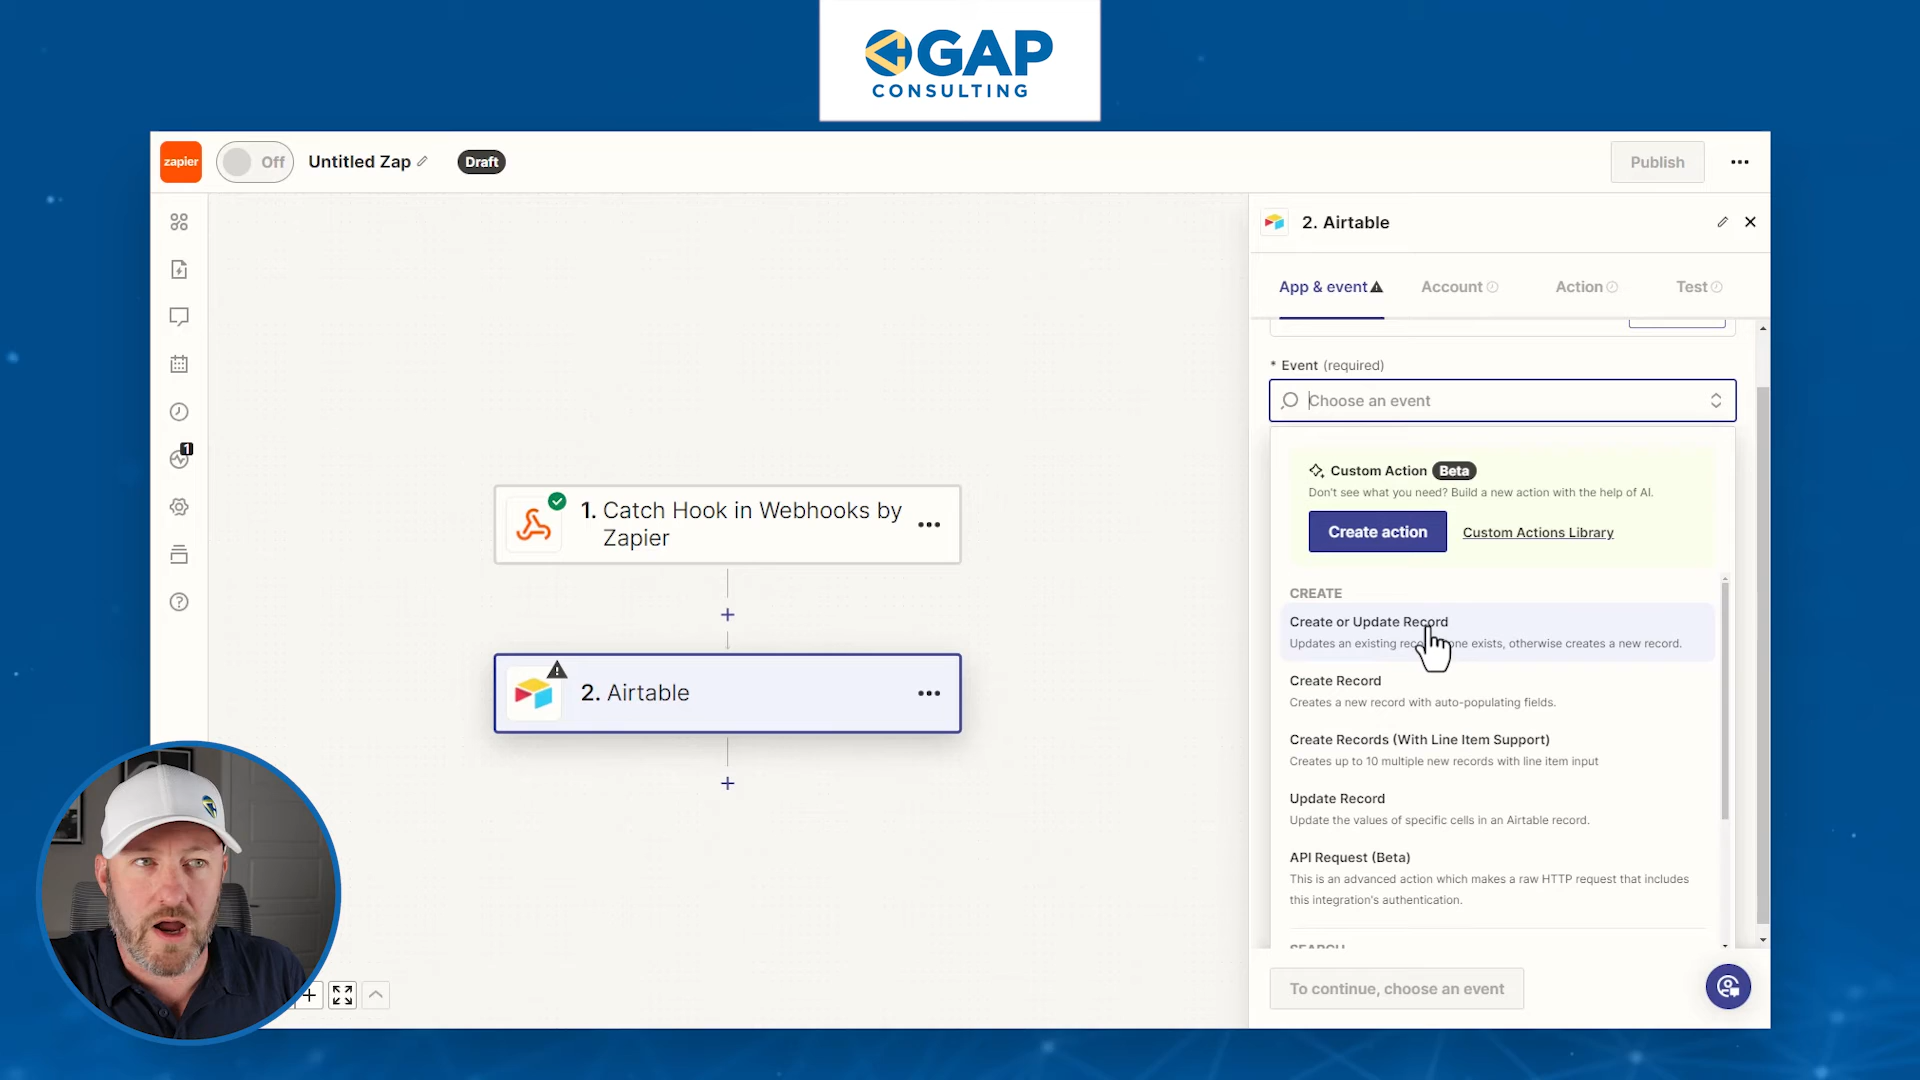 GAP
CONSULTING
zapier
Off
Untitled Zap
Draft
Publish
2. Airtable
App & event
Account
Action
Test
* Event (required)
Choose an event
Custom Action Beta
Don't see what you need? Build a new action with the help of AI.
Create action
Custom Actions Library
CREATE
Create or Update Record
Updates an existing one exists, otherwise creates a new record.
Create Record
Creates a new record with auto-populating fields.
Create Records (With Line Item Support)
Creates up to 10 multiple new records with line item input
Update Record
Update the values of specific cells in an Airtable record.
API Request (Beta)
This is an advanced action which makes a raw HTTP request that includes
this integration's authentication.
SEARCH
To continue, choose an event
1
1. Catch Hook in Webhooks by
Zapier
2. Airtable